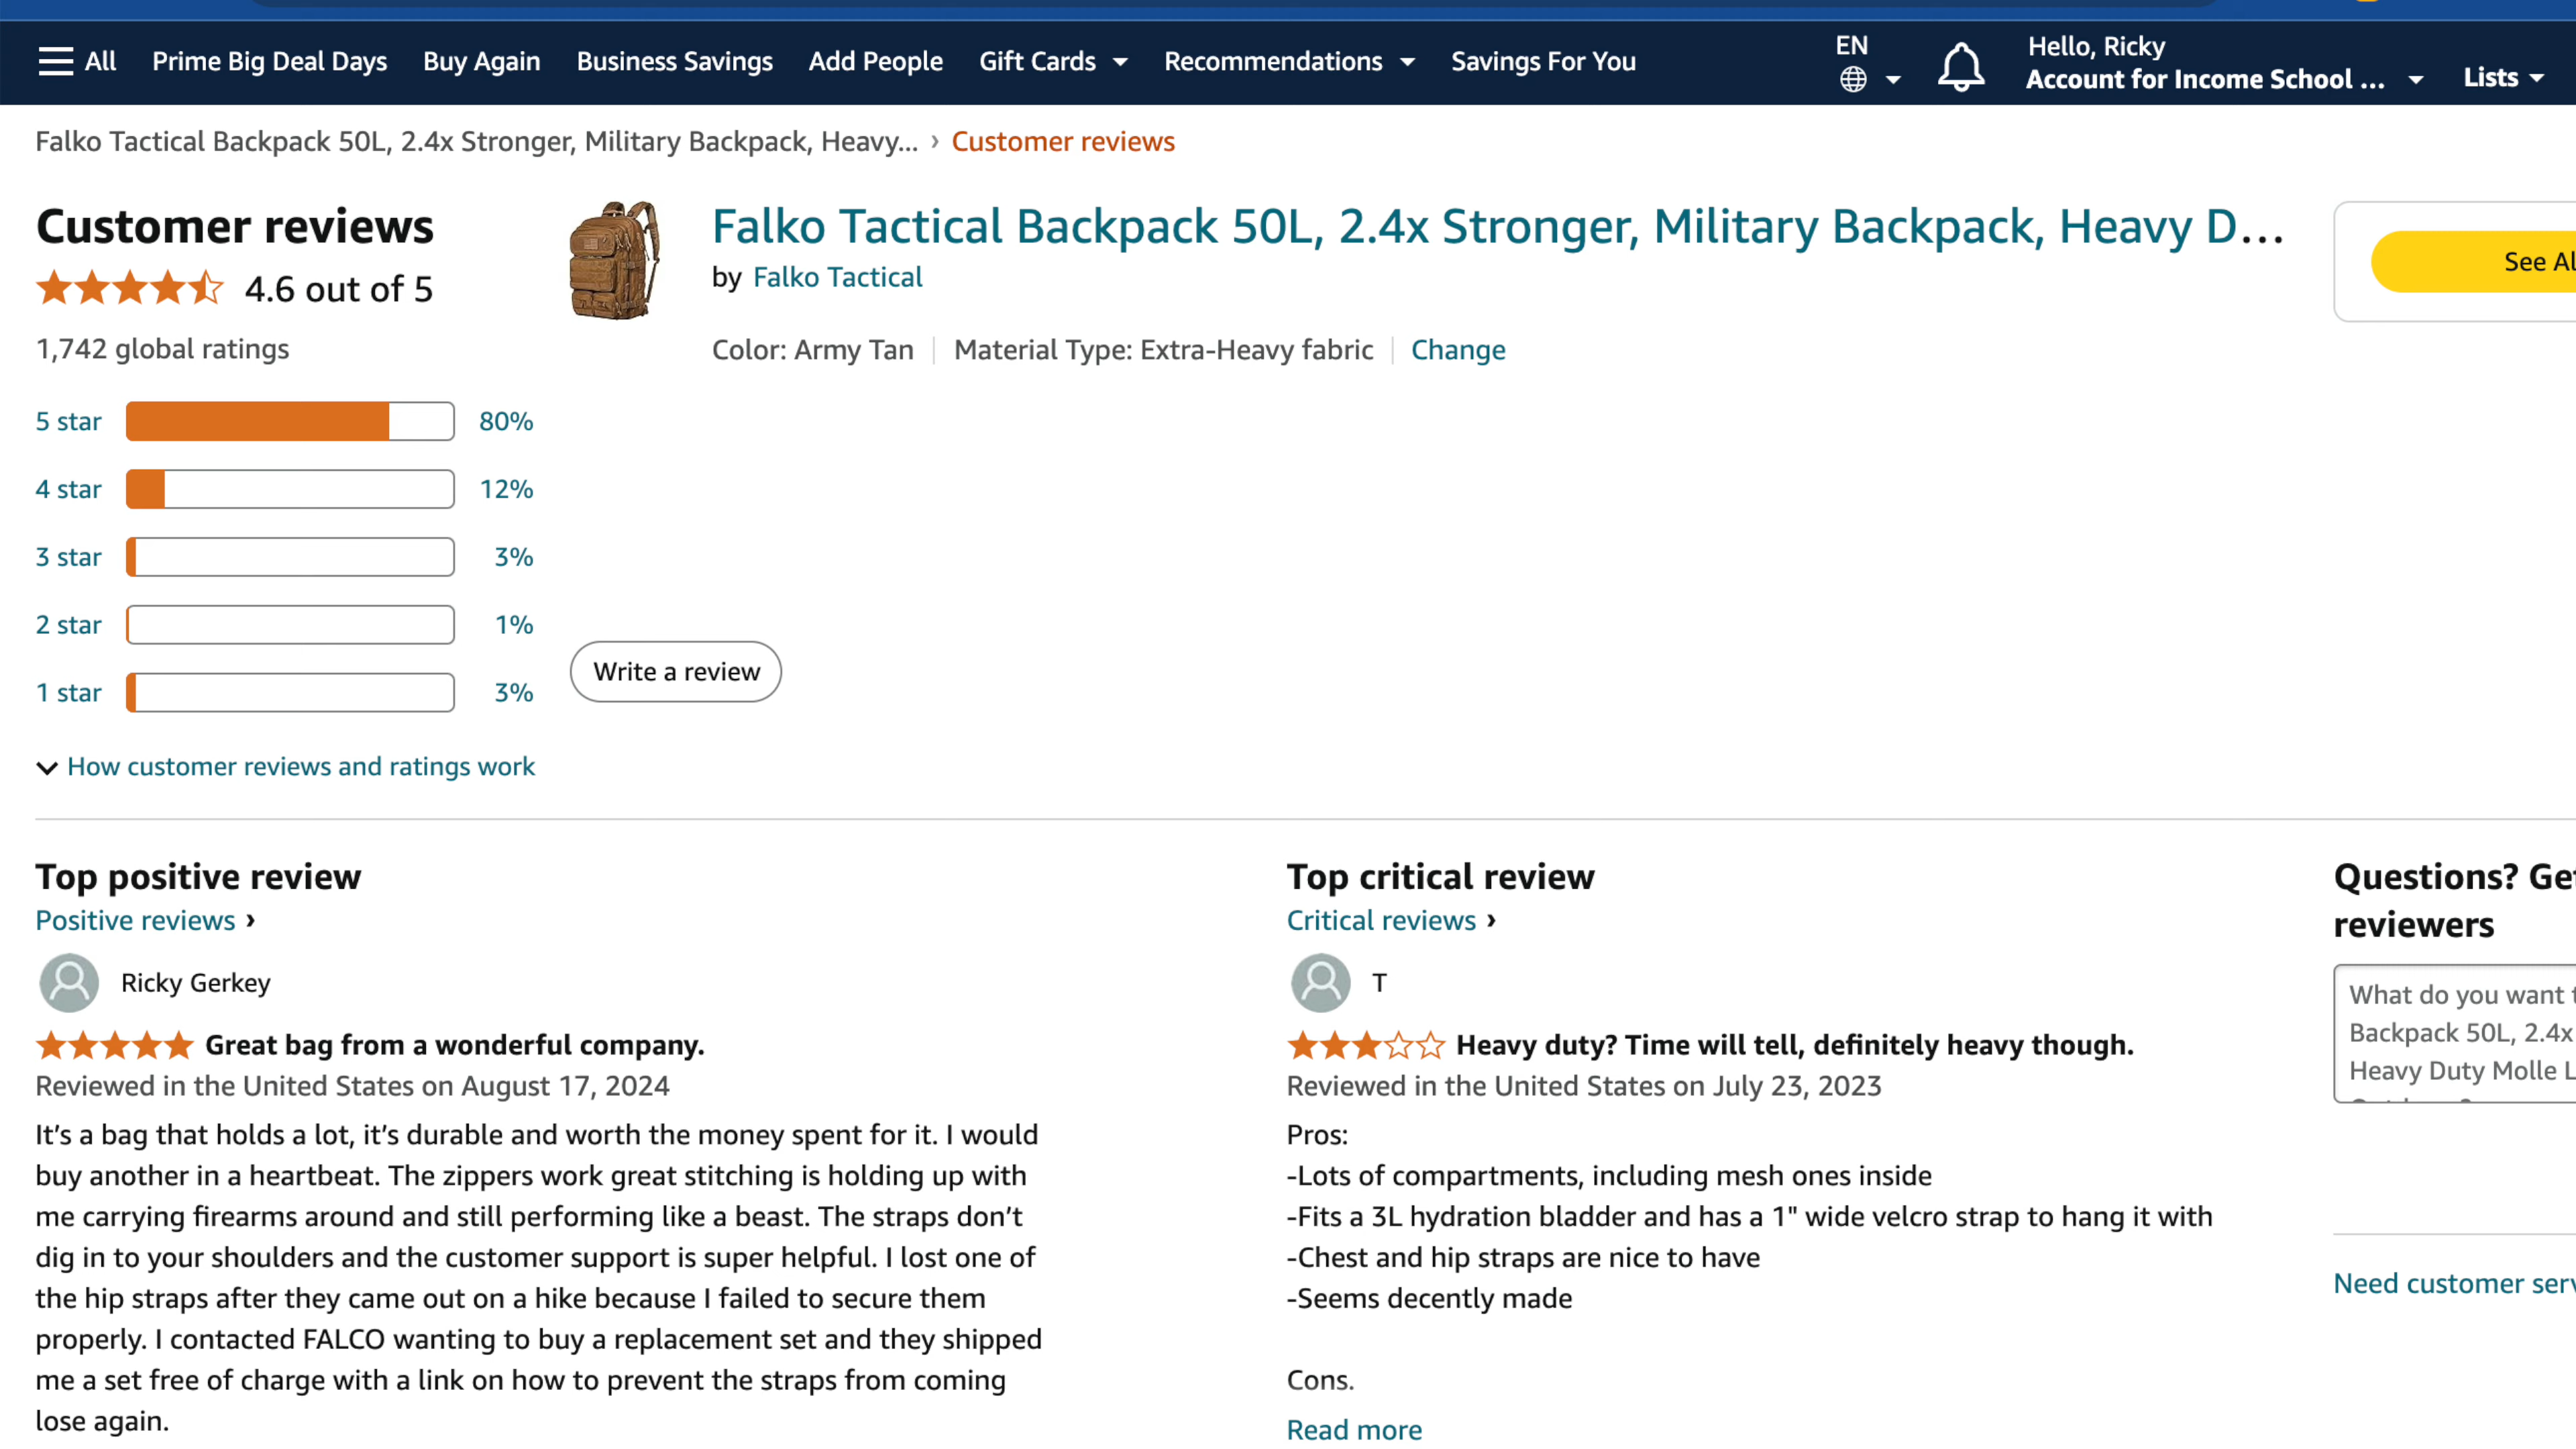 All Prime Big Deal Days Buy Again Business Savings Add People Gift Cards Recommendations Savings For You EN Hello, Ricky
Account for Income School ... Lists
Falko Tactical Backpack 50L, 2.4x Stronger, Military Backpack, Heavy... › Customer reviews
Customer reviews
4.6 out of 5
1,742 global ratings
5 star 80%
4 star 12%
3 star 3%
2 star 1%
1 star 3%
How customer reviews and ratings work
Falko Tactical Backpack 50L, 2.4x Stronger, Military Backpack, Heavy D...
by Falko Tactical
Color: Army Tan Material Type: Extra-Heavy fabric Change
Write a review
See Al
Top positive review
Positive reviews ›
Ricky Gerkey
Great bag from a wonderful company.
Reviewed in the United States on August 17, 2024
It's a bag that holds a lot, it's durable and worth the money spent for it. I would
buy another in a heartbeat. The zippers work great stitching is holding up with
me carrying firearms around and still performing like a beast. The straps don't
dig in to your shoulders and the customer support is super helpful. I lost one of
the hip straps after they came out on a hike because I failed to secure them
properly. I contacted FALCO wanting to buy a replacement set and they shipped
me a set free of charge with a link on how to prevent the straps from coming
lose again.
Top critical review
Critical reviews ›
T
Heavy duty? Time will tell, definitely heavy though.
Reviewed in the United States on July 23, 2023
Pros:
-Lots of compartments, including mesh ones inside
-Fits a 3L hydration bladder and has a 1" wide velcro strap to hang it with
-Chest and hip straps are nice to have
-Seems decently made
Cons.
Read more
Questions? Get
reviewers
What do you want
Backpack 50L, 2.4x
Heavy Duty Molle L
Need customer serv